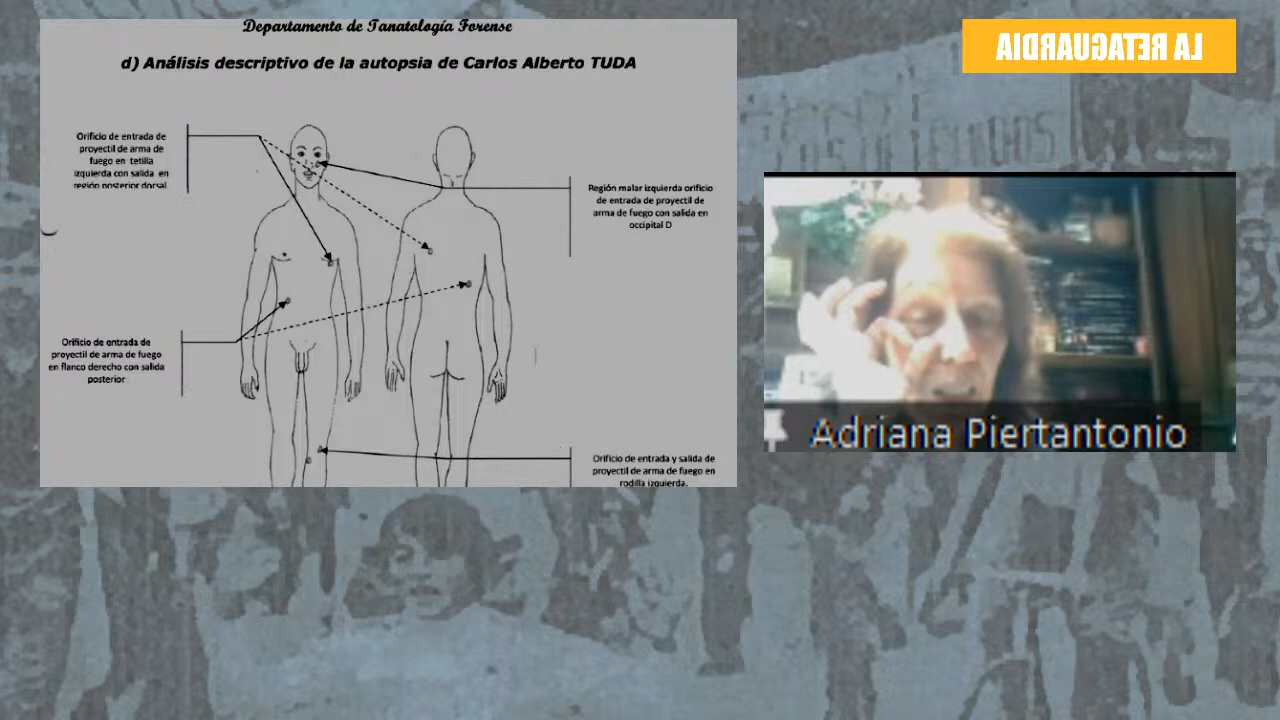 Departamento de Tanatología Forense
d) Análisis descriptivo de la autopsia de Carlos Alberto TUDA
Orificio de entrada de
proyectil de arma de
fuego en tetilla
izquierda con salida en
región posterior dorsal.
Región malar izquierda orificio
de entrada de proyectil de
arma de fuego con salida en
occipital D
Orificio de entrada de
proyectil de arma de fuego
en flanco derecho con salida
posterior
Orificio de entrada y salida de
proyectil de arma de fuego en
rodilla izquierda.
LA RETAGUARDIA
Adriana Piertantonio